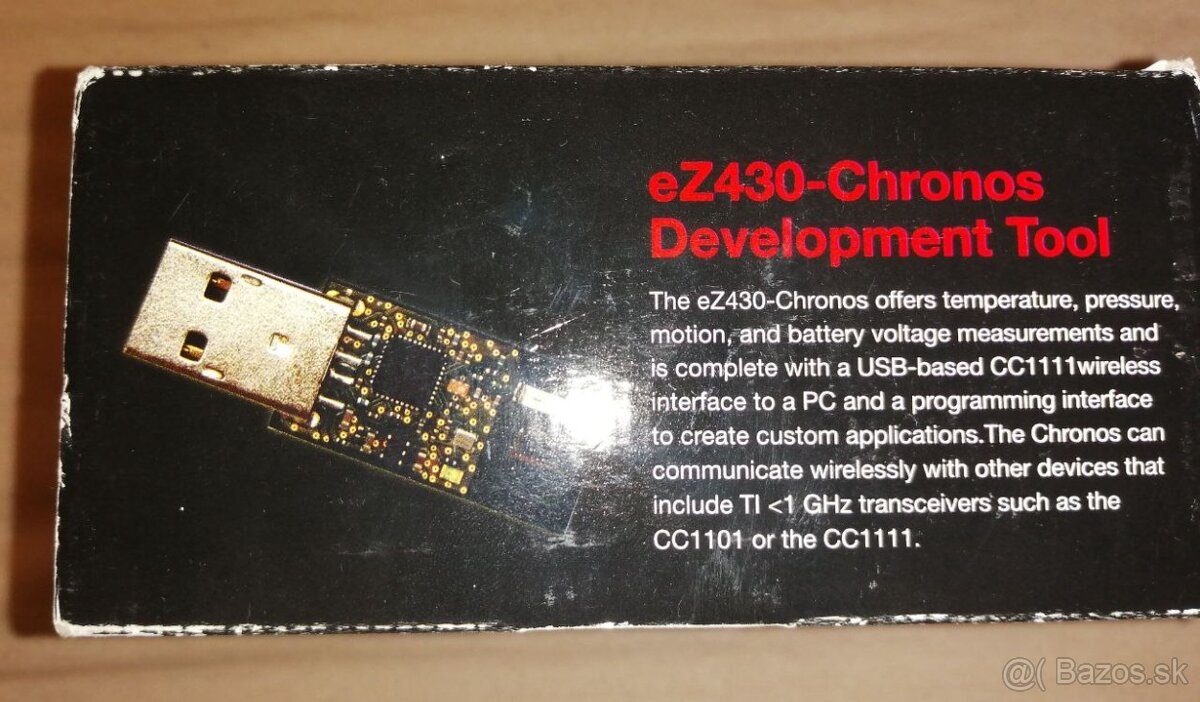 eZ430-Chronos
Development Tool
The eZ430-Chronos offers temperature, pressure,
motion, and battery voltage measurements and
is complete with a USB-based CC1111wireless
interface to a PC and a programming interface
to create custom applications.The Chronos can
communicate wirelessly with other devices that
include TI <1 GHz transceivers such as the
CC1101 or the CC1111.
@( Bazos.sk